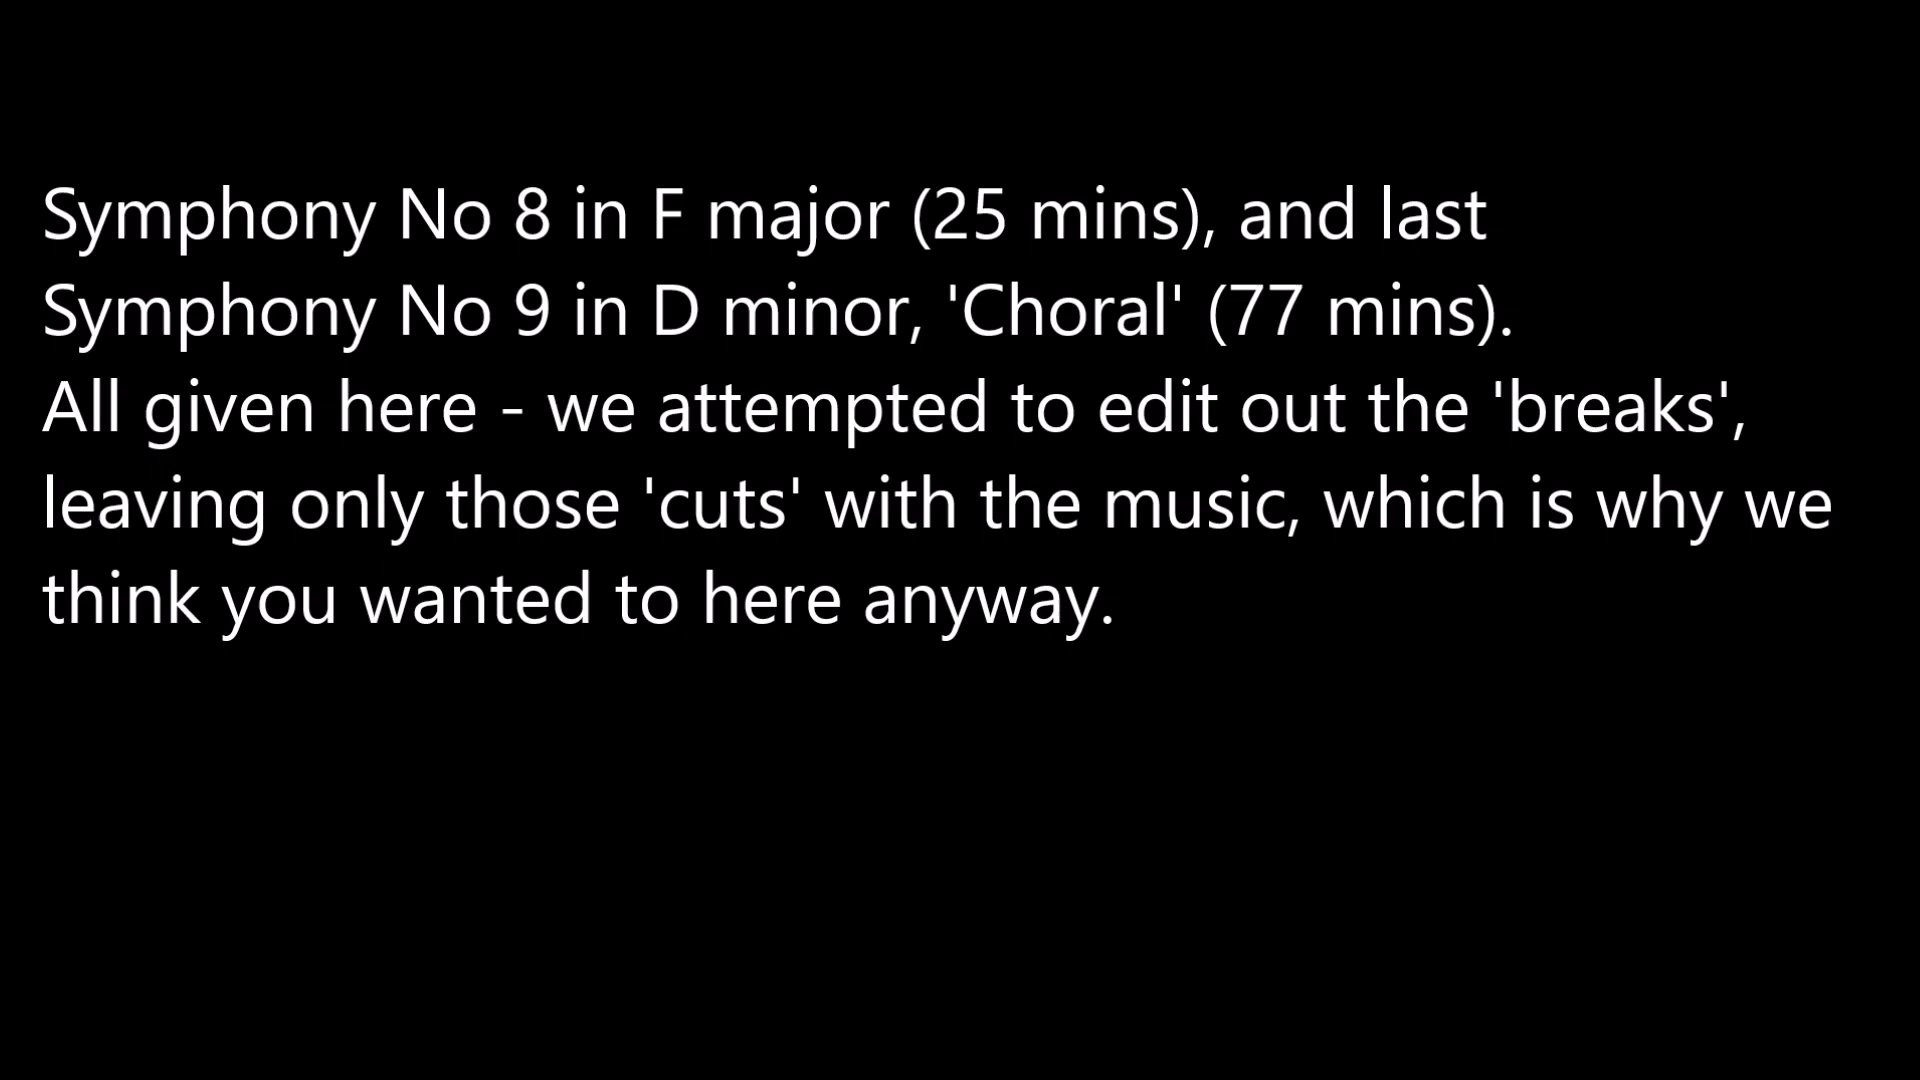 Symphony No 8 in F major (25 mins), and last
Symphony No 9 in D minor, 'Choral' (77 mins).
All given here - we attempted to edit out the 'breaks',
leaving only those 'cuts' with the music, which is why we
think you wanted to here anyway.